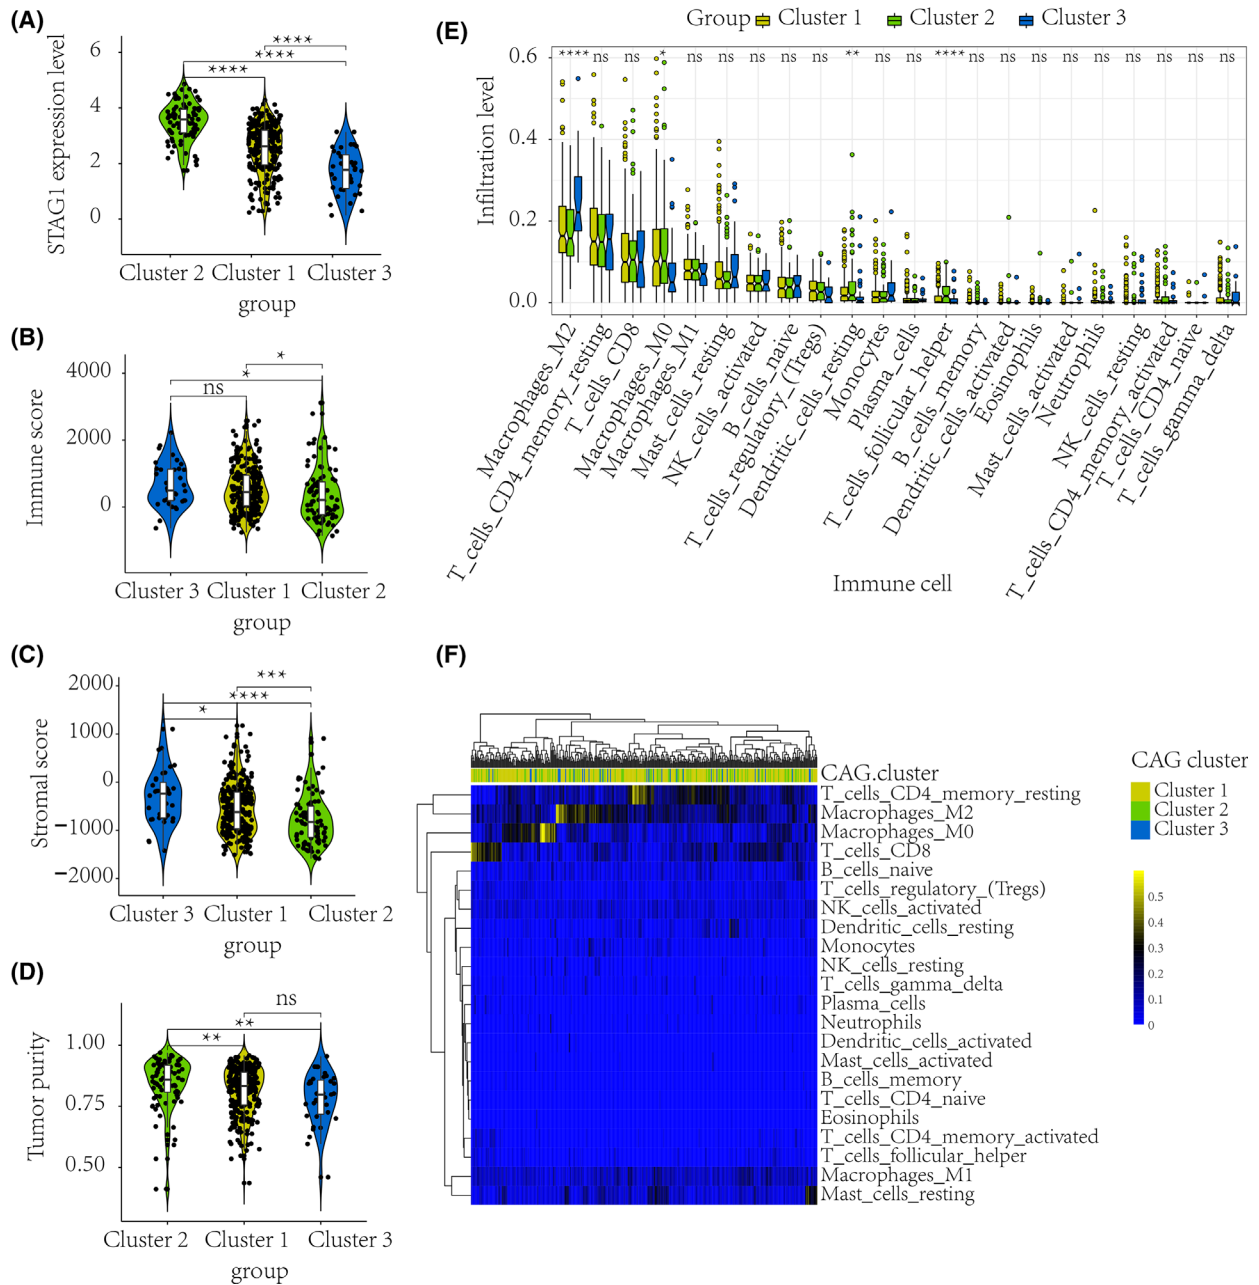 (A)
STAG1 expression level
6
4
2
0
****
****
****
Cluster 2 Cluster 1 Cluster 3
group
(B)
Immune score
4000
2000
0
*
*
ns
Cluster 3 Cluster 1 Cluster 2
group
(C)
Stromal score
2000
1000
0
−1000
−2000
***
****
*
Cluster 3 Cluster 1 Cluster 2
group
(D)
Tumor purity
1.00
0.75
0.50
ns
**
**
Cluster 2 Cluster 1 Cluster 3
group
(E)
Group Cluster 1 Cluster 2 Cluster 3
Infiltration level
0.6
0.4
0.2
0.0
**** ns ns * ns ns ns ns ns ** ns ns **** ns ns ns ns ns ns ns ns ns
Macrophages_M2
T_cells_CD4_memory_resting
T_cells_CD8
Macrophages_M0
Macrophages_M1
Mast_cells_resting
NK_cells_activated
B_cells_naive
T_cells_regulatory_(Tregs)
Dendritic_cells_resting
Monocytes
Plasma_cells
T_cells_follicular_helper
B_cells_memory
Dendritic_cells_activated
Eosinophils
Mast_cells_activated
Neutrophils
NK_cells_resting
T_cells_CD4_memory_activated
T_cells_CD4_naive
T_cells_gamma_delta
Immune cell
(F)
CAG.cluster
T_cells_CD4_memory_resting
Macrophages_M2
Macrophages_M0
T_cells_CD8
B_cells_naive
T_cells_regulatory_(Tregs)
NK_cells_activated
Dendritic_cells_resting
Monocytes
NK_cells_resting
T_cells_gamma_delta
Plasma_cells
Neutrophils
Dendritic_cells_activated
Mast_cells_activated
B_cells_memory
T_cells_CD4_naive
Eosinophils
T_cells_CD4_memory_activated
T_cells_follicular_helper
Macrophages_M1
Mast_cells_resting
CAG cluster
Cluster 1
Cluster 2
Cluster 3
0.5
0.4
0.3
0.2
0.1
0